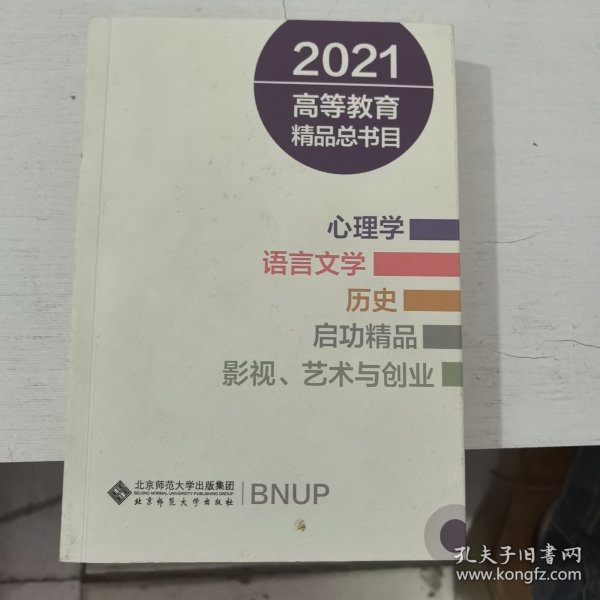 2021
高等教育
精品总书目
心理学
语言文学
历史
启功精品
影视、艺术与创业
北京师范大学出版集团
BEIJING NORMAL UNIVERSITY PUBLISHING GROUP
北京师范大学出版社
BNUP
孔夫子旧书网
www.kongfz.com